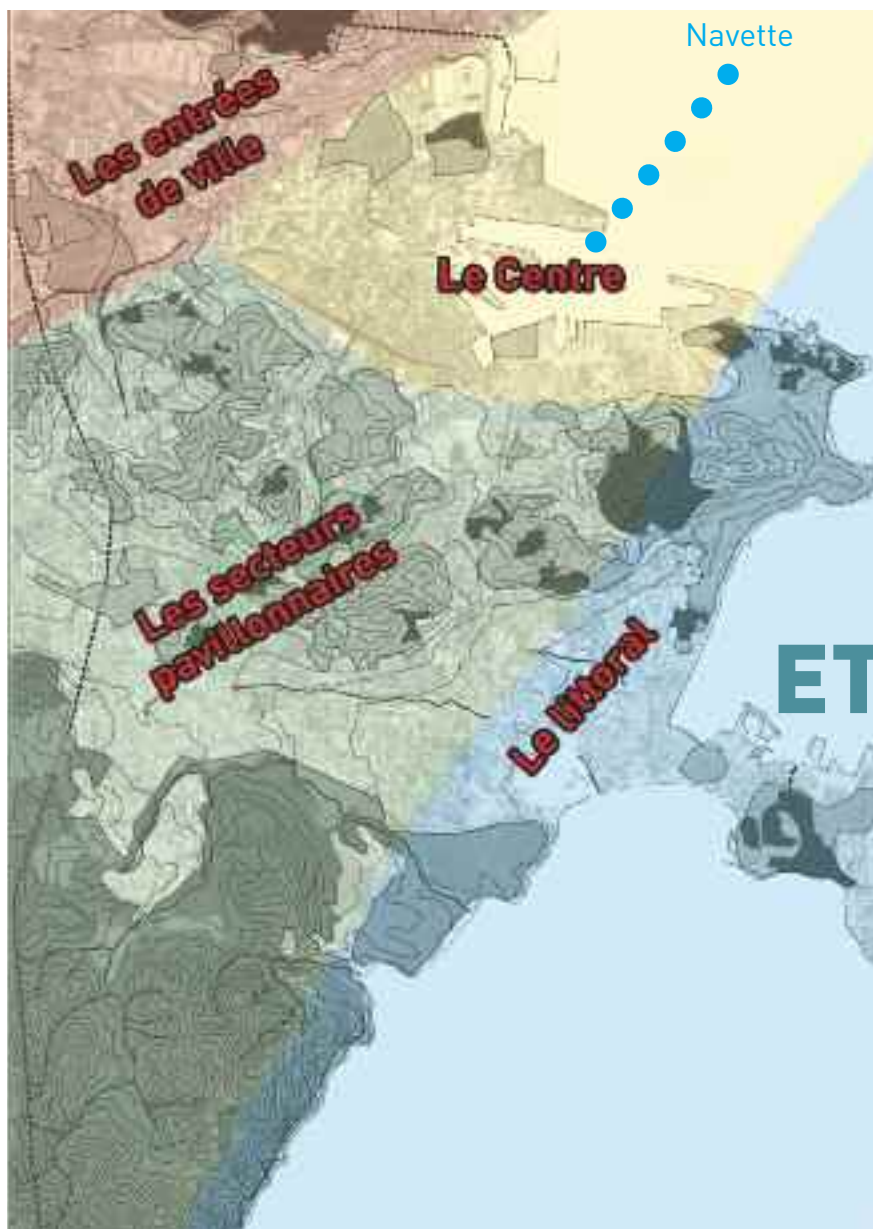 Navette
Les entrées
de ville
Le Centre
Les secteurs
pavillonnaires
Le littoral
ET